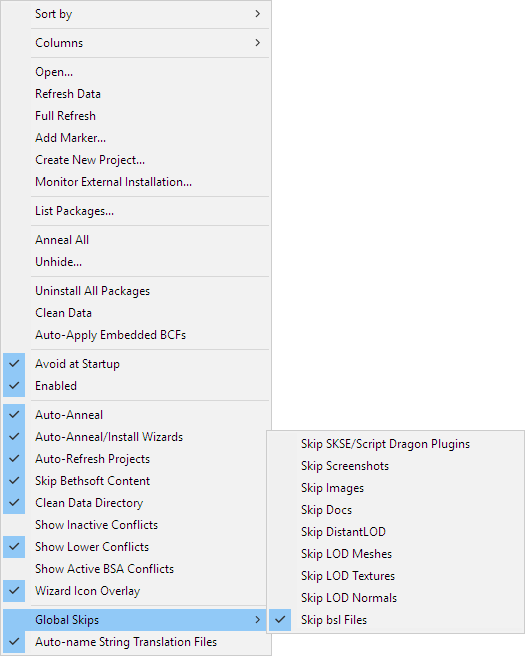 Sort by
Columns
Open...
Refresh Data
Full Refresh
Add Marker...
Create New Project...
Monitor External Installation...
List Packages...
Anneal All
Unhide...
Uninstall All Packages
Clean Data
Auto-Apply Embedded BCFs
Avoid at Startup
Enabled
Auto-Anneal
Auto-Anneal/Install Wizards
Auto-Refresh Projects
Skip Bethsoft Content
Clean Data Directory
Show Inactive Conflicts
Show Lower Conflicts
Show Active BSA Conflicts
Wizard Icon Overlay
Global Skips
Auto-name String Translation Files
Skip SKSE/Script Dragon Plugins
Skip Screenshots
Skip Images
Skip Docs
Skip DistantLOD
Skip LOD Meshes
Skip LOD Textures
Skip LOD Normals
Skip bsl Files